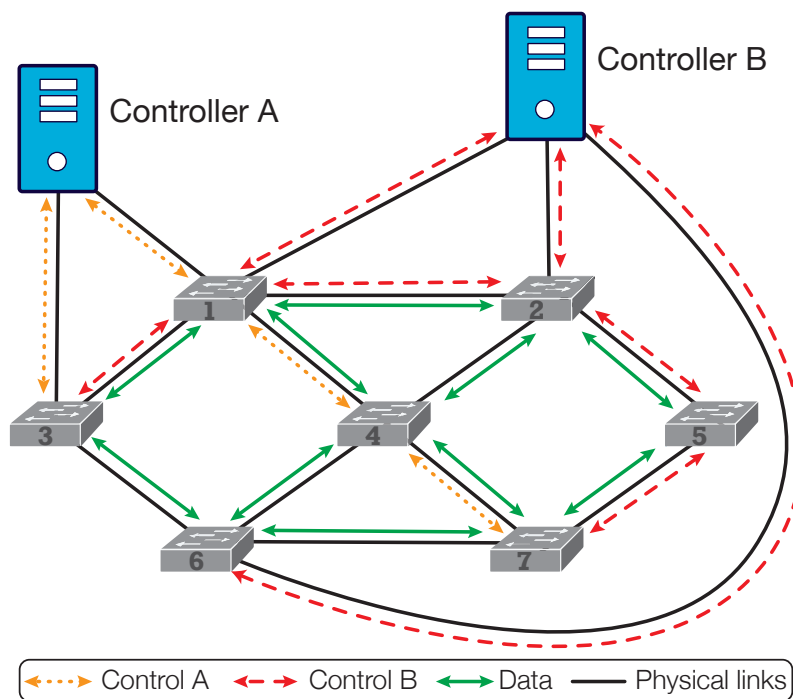 Controller B
Controller A
1
2
3
4
5
6
7
Control A
Control B
Data
Physical links